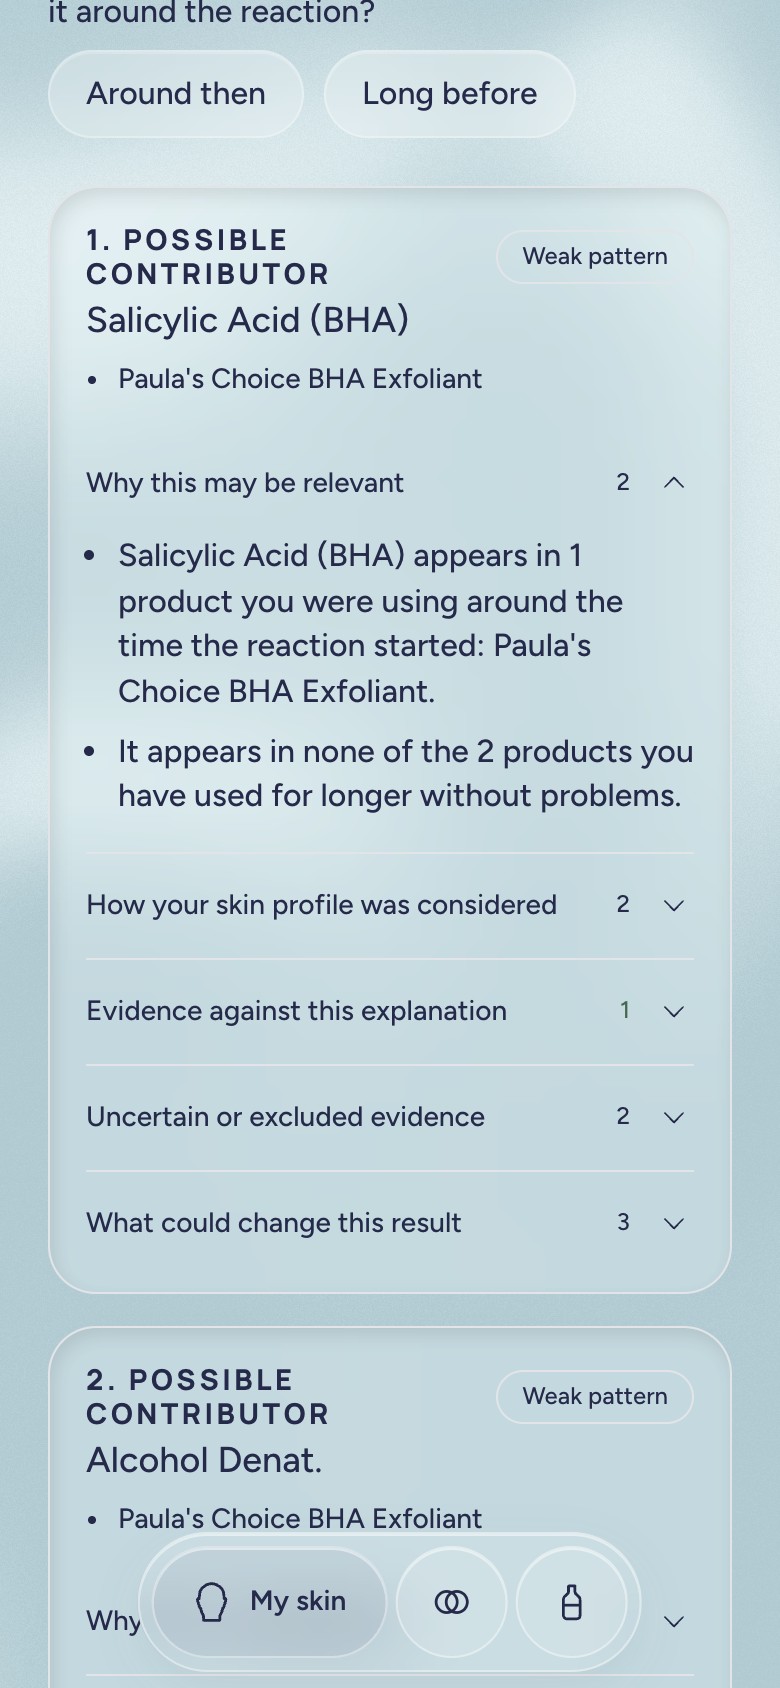 it around the reaction?
Around then
Long before
1. POSSIBLE
CONTRIBUTOR
Weak pattern
Salicylic Acid (BHA)
• Paula's Choice BHA Exfoliant
Why this may be relevant 2
• Salicylic Acid (BHA) appears in 1
product you were using around the
time the reaction started: Paula's
Choice BHA Exfoliant.
• It appears in none of the 2 products you
have used for longer without problems.
How your skin profile was considered 2
Evidence against this explanation 1
Uncertain or excluded evidence 2
What could change this result 3
2. POSSIBLE
CONTRIBUTOR
Weak pattern
Alcohol Denat.
• Paula's Choice BHA Exfoliant
Why
My skin